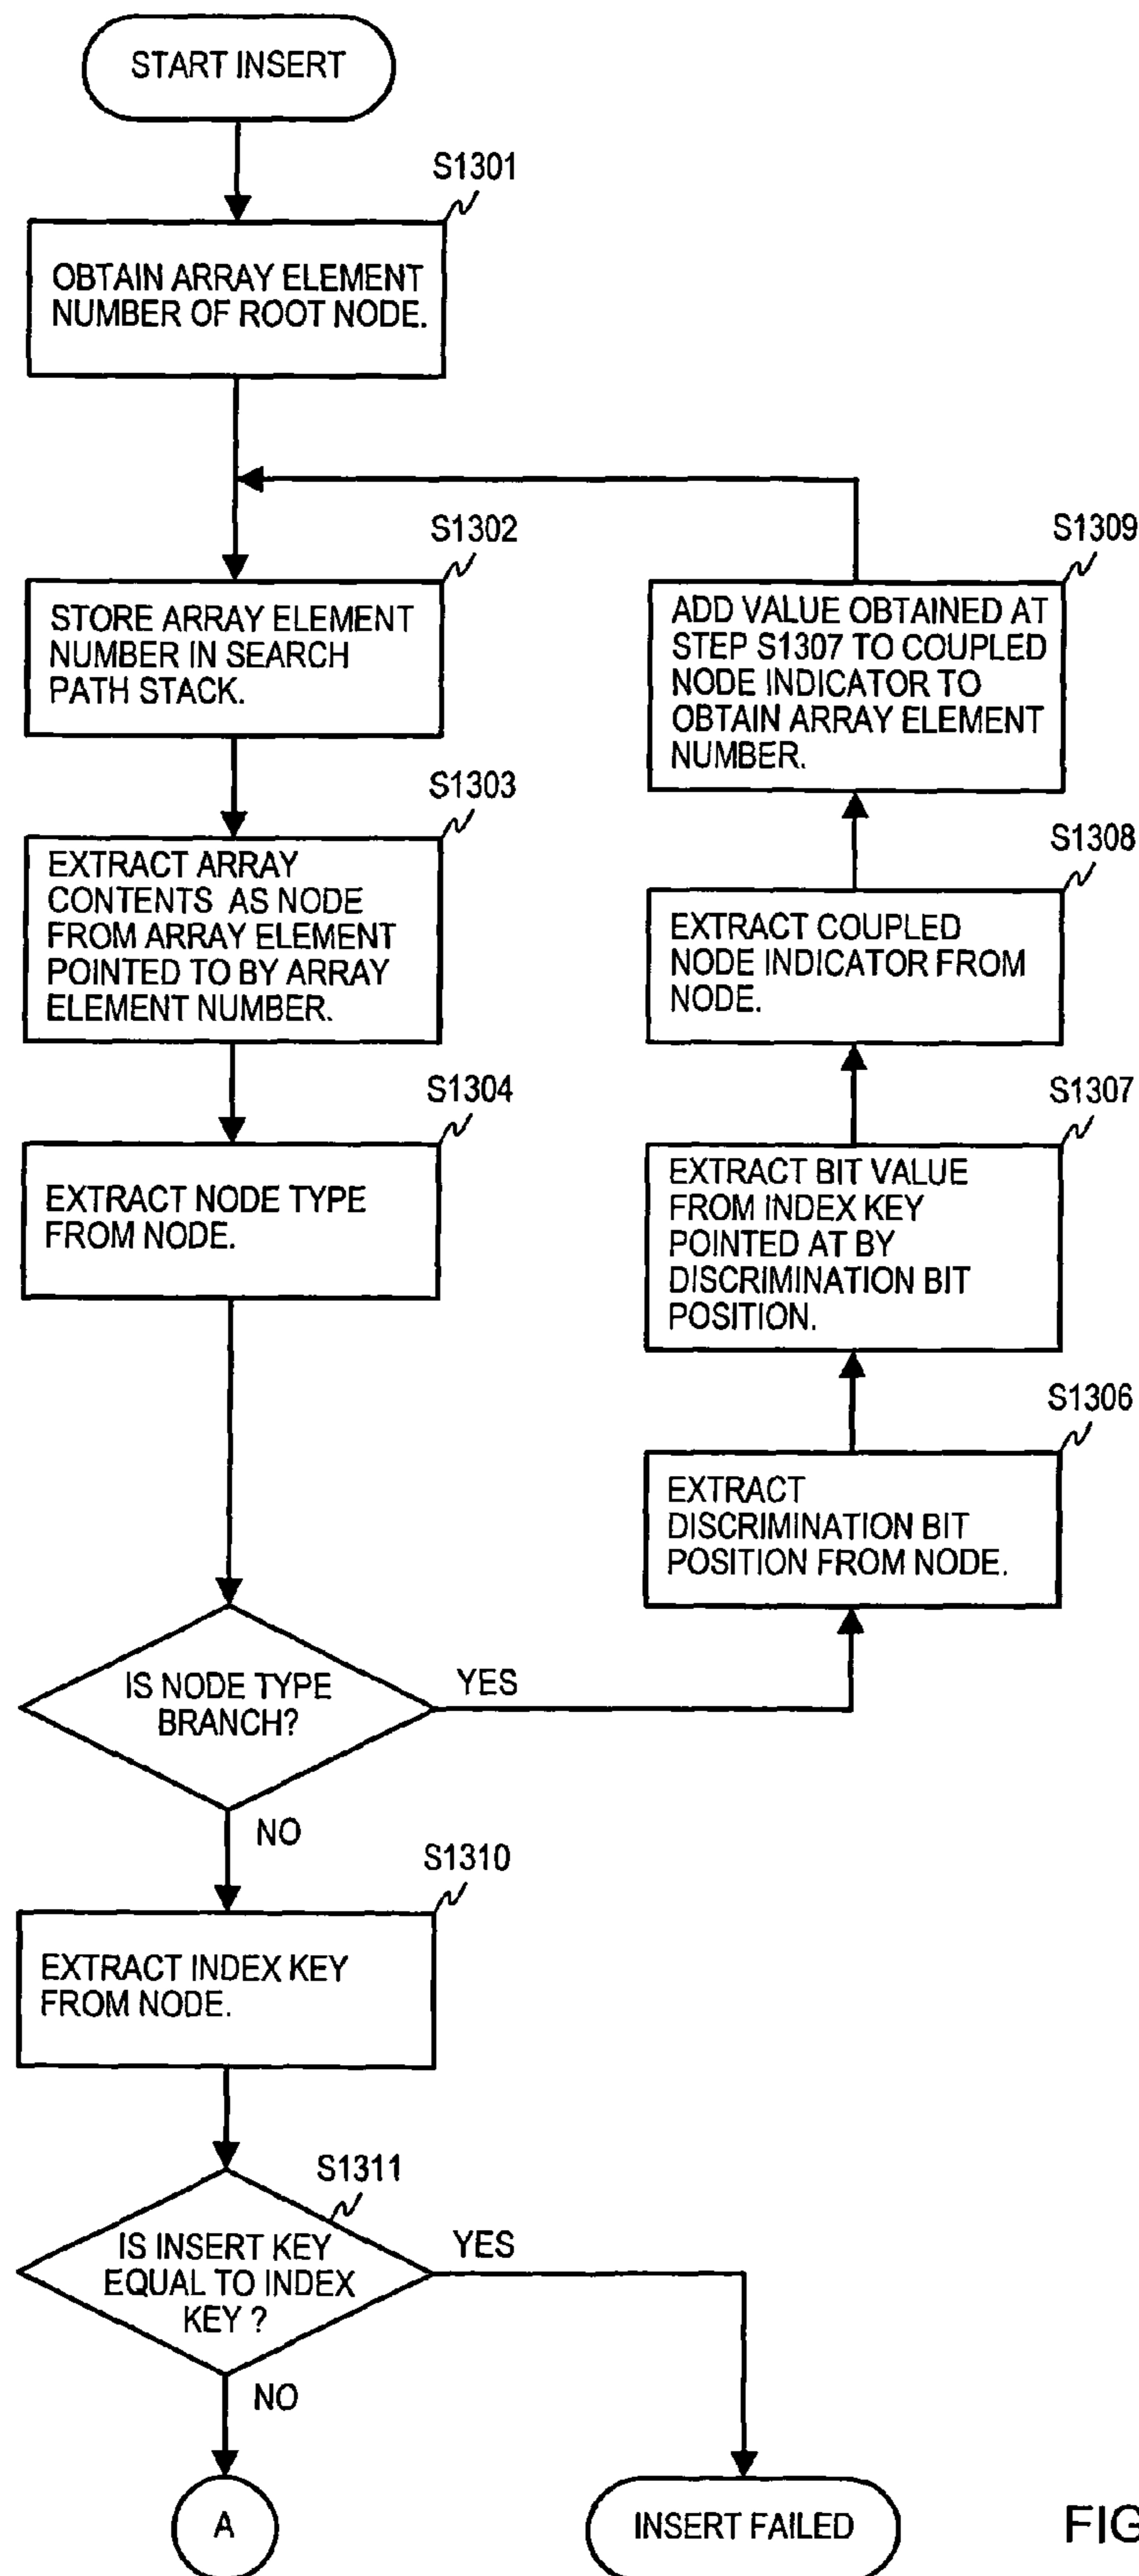 START INSERT
S1301
OBTAIN ARRAY ELEMENT
NUMBER OF ROOT NODE.
S1302
STORE ARRAY ELEMENT
NUMBER IN SEARCH
PATH STACK.
S1303
EXTRACT ARRAY
CONTENTS AS NODE
FROM ARRAY ELEMENT
POINTED TO BY ARRAY
ELEMENT NUMBER.
S1304
EXTRACT NODE TYPE
FROM NODE.
IS NODE TYPE
BRANCH?
YES
NO
S1309
ADD VALUE OBTAINED AT
STEP S1307 TO COUPLED
NODE INDICATOR TO
OBTAIN ARRAY ELEMENT
NUMBER.
S1308
EXTRACT COUPLED
NODE INDICATOR FROM
NODE.
S1307
EXTRACT BIT VALUE
FROM INDEX KEY
POINTED AT BY
DISCRIMINATION BIT
POSITION.
S1306
EXTRACT
DISCRIMINATION BIT
POSITION FROM NODE.
S1310
EXTRACT INDEX KEY
FROM NODE.
S1311
IS INSERT KEY
EQUAL TO INDEX
KEY ?
YES
NO
A
INSERT FAILED
FIG